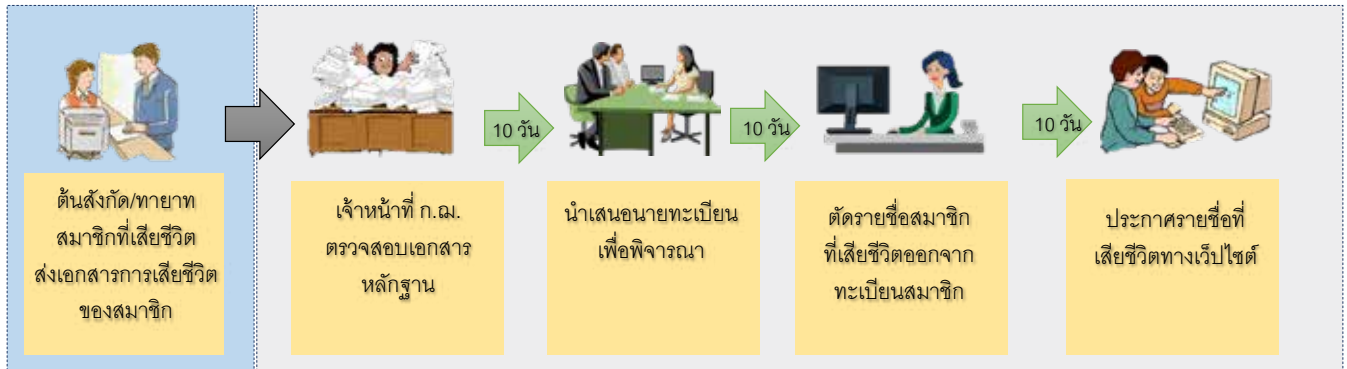 ต้นสังกัด/ทายาท
สมาชิกที่เสียชีวิต
ส่งเอกสารการเสียชีวิต
ของสมาชิก
เจ้าหน้าที่ ก.ฌ.
ตรวจสอบเอกสาร
หลักฐาน
10 วัน
นำเสนอนายทะเบียน
เพื่อพิจารณา
10 วัน
ตัดรายชื่อสมาชิก
ที่เสียชีวิตออกจาก
ทะเบียนสมาชิก
10 วัน
ประกาศรายชื่อที่
เสียชีวิตทางเว็ปไซต์